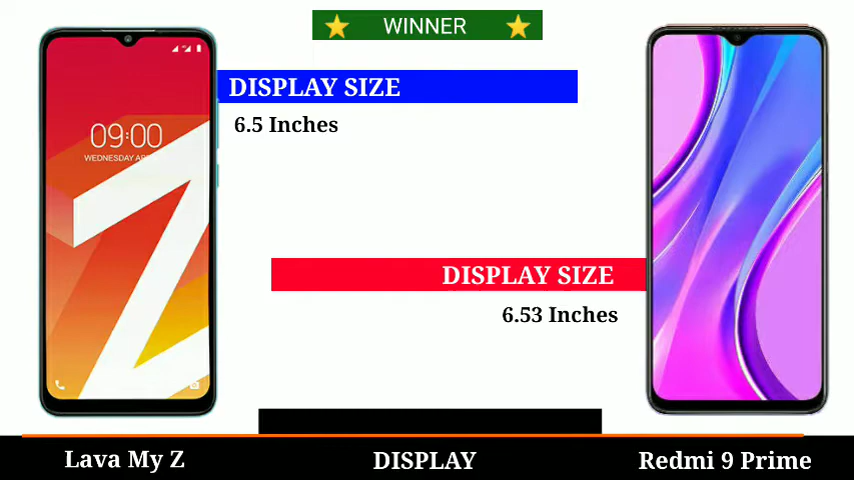 WINNER
DISPLAY SIZE
6.5 Inches
09:00
DISPLAY SIZE
6.53 Inches
Lava My Z
DISPLAY
Redmi 9 Prime